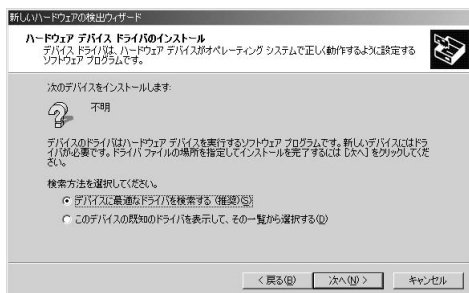 新しいハードウェアの検出ウィザード
ハードウェア デバイス ドライバのインストール
デバイス ドライバは、ハードウェア デバイスがオペレーティング システムで正しく動作するように設定する
ソフトウェア プログラムです。
次のデバイスをインストールします:
不明
デバイスのドライバはハードウェア デバイスを実行するソフトウェア プログラムです。新しいデバイスにはドラ
イバが必要です。ドライバ ファイルの場所を指定してインストールを完了するには [次へ] をクリックしてくだ
さい。
検索方法を選択してください。
デバイスに最適なドライバを検索する (推奨)(S)
このデバイスの既知のドライバを表示して、その一覧から選択する(D)
< 戻る(B)
次へ(N) >
キャンセル